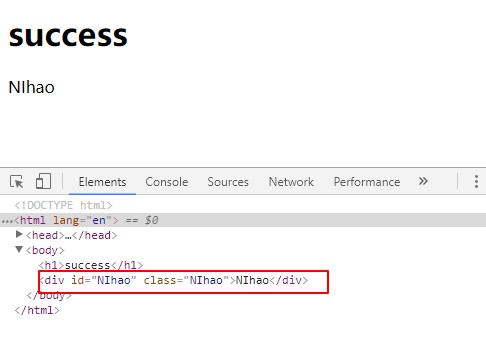 success
NIhao
Elements Console Sources Network Performance »
<!DOCTYPE html>
...<html lang="en"> == $0
▶<head>…</head>
▼<body>
<h1>success</h1>
<div id="NIhao" class="NIhao">NIhao</div>
</body>
</html>